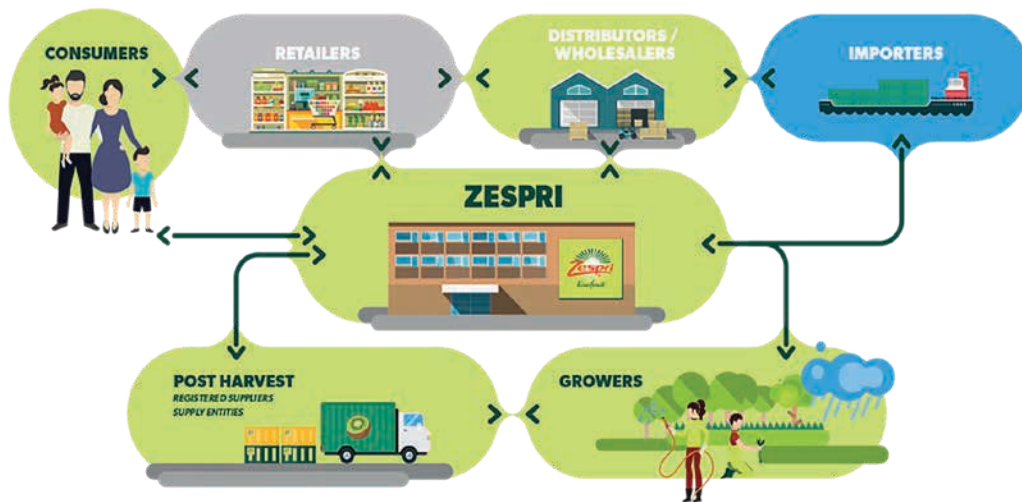 CONSUMERS
RETAILERS
DISTRIBUTORS /
WHOLESALERS
IMPORTERS
ZESPRI
Zespri
Kiwifruit
POST HARVEST
REGISTERED SUPPLIERS
SUPPLY ENTITIES
GROWERS